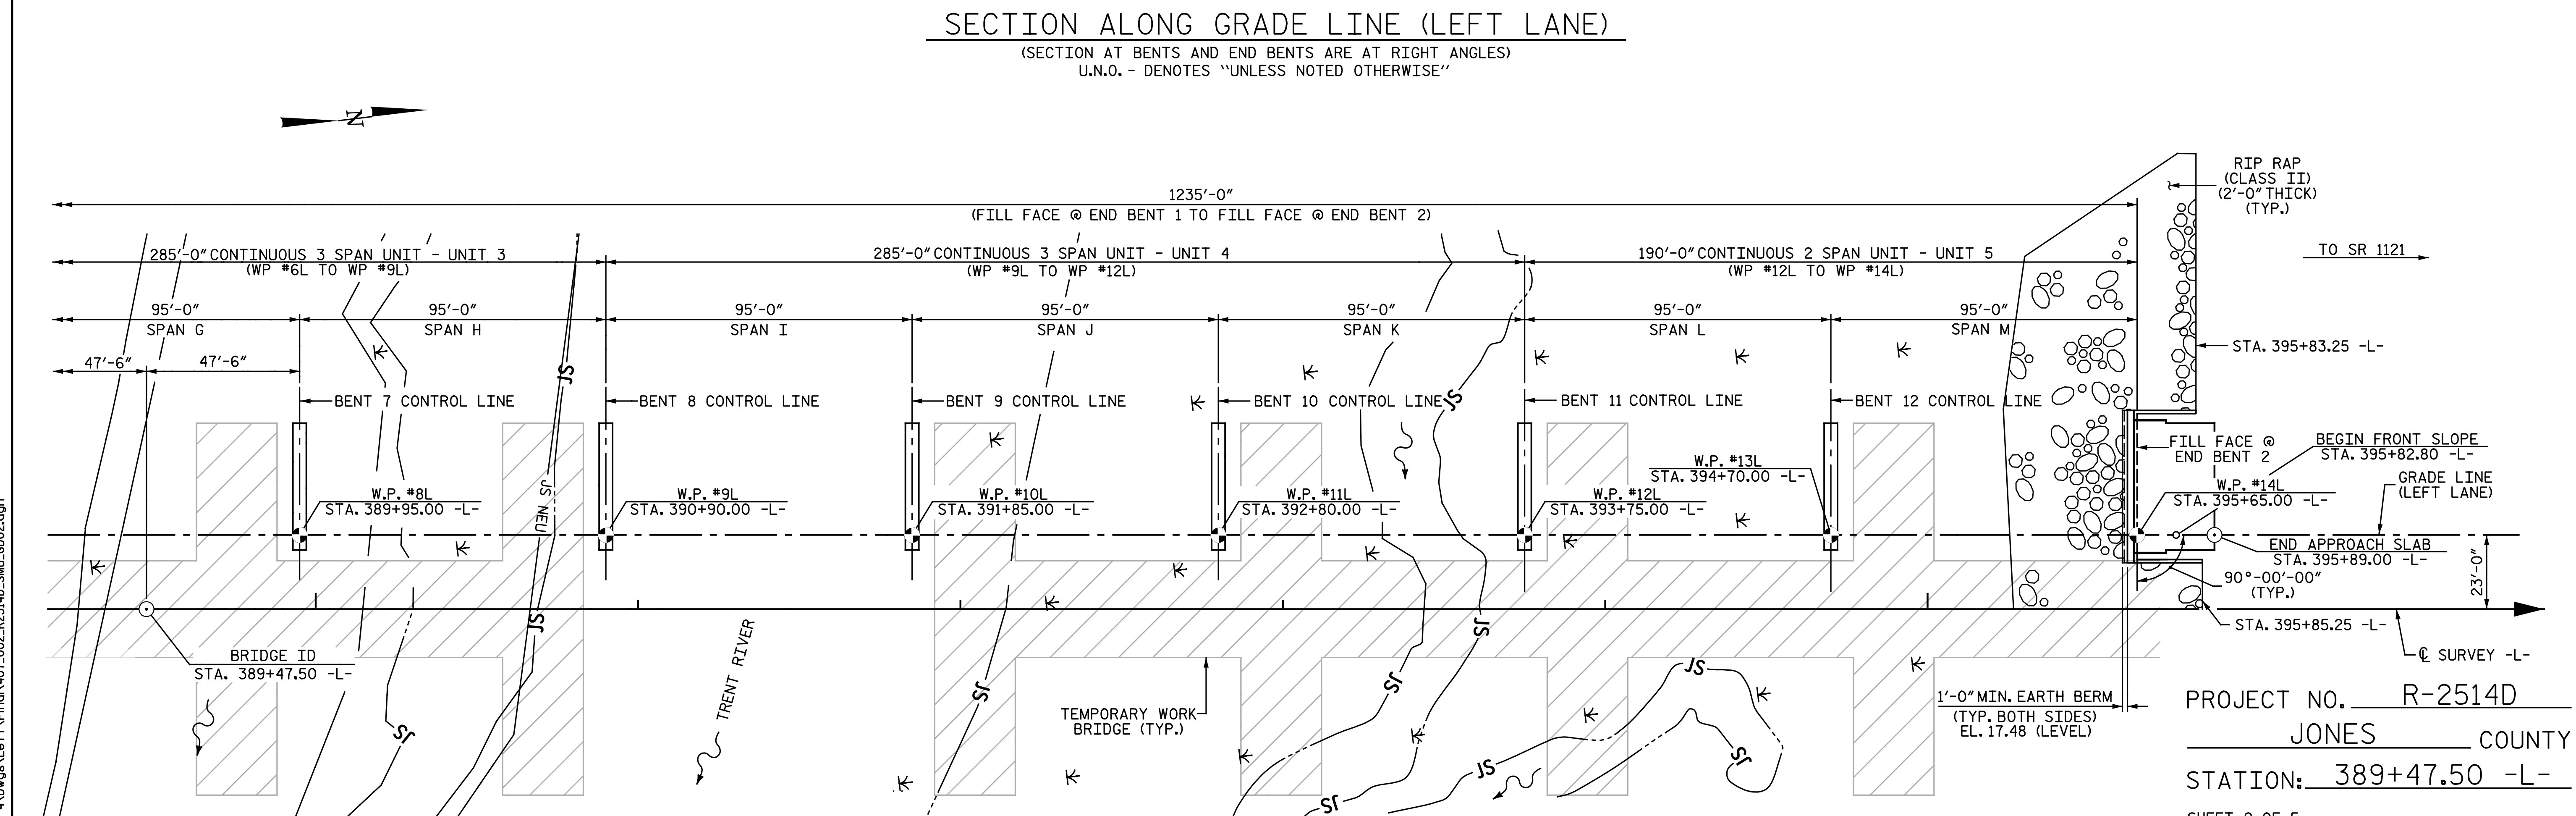 SECTION ALONG GRADE LINE (LEFT LANE)
(SECTION AT BENTS AND END BENTS ARE AT RIGHT ANGLES)
U.N.O. - DENOTES "UNLESS NOTED OTHERWISE"
N
RIP RAP
(CLASS II)
(2'-0" THICK)
(TYP.)
1235'-0"
(FILL FACE @ END BENT 1 TO FILL FACE @ END BENT 2)
TO SR 1121
285'-0" CONTINUOUS 3 SPAN UNIT - UNIT 3
(WP #6L TO WP #9L)
285'-0" CONTINUOUS 3 SPAN UNIT - UNIT 4
(WP #9L TO WP #12L)
190'-0" CONTINUOUS 2 SPAN UNIT - UNIT 5
(WP #12L TO WP #14L)
95'-0"
SPAN G
95'-0"
SPAN H
95'-0"
SPAN I
95'-0"
SPAN J
95'-0"
SPAN K
95'-0"
SPAN L
95'-0"
SPAN M
STA. 395+83.25 -L-
47'-6"
47'-6"
JS
BENT 7 CONTROL LINE
BENT 8 CONTROL LINE
BENT 9 CONTROL LINE
BENT 10 CONTROL LINE
JS
BENT 11 CONTROL LINE
BENT 12 CONTROL LINE
FILL FACE @
END BENT 2
BEGIN FRONT SLOPE
STA. 395+82.80 -L-
GRADE LINE
(LEFT LANE)
W.P. #8L
STA. 389+95.00 -L-
JS NEU
W.P. #9L
STA. 390+90.00 -L-
W.P. #10L
STA. 391+85.00 -L-
W.P. #11L
STA. 392+80.00 -L-
W.P. #12L
STA. 393+75.00 -L-
W.P. #13L
STA. 394+70.00 -L-
W.P. #14L
STA. 395+65.00 -L-
END APPROACH SLAB
STA. 395+89.00 -L-
90°-00'-00"
(TYP.)
23'-0"
STA. 395+85.25 -L-
℄ SURVEY -L-
JS
JS
BRIDGE ID
STA. 389+47.50 -L-
TRENT RIVER
JS
JS
JS
JS
JS
JS
JS
TEMPORARY WORK
BRIDGE (TYP.)
1'-0" MIN. EARTH BERM
(TYP. BOTH SIDES)
EL. 17.48 (LEVEL)
PROJECT NO. R-2514D
JONES COUNTY
STATION: 389+47.50 -L-